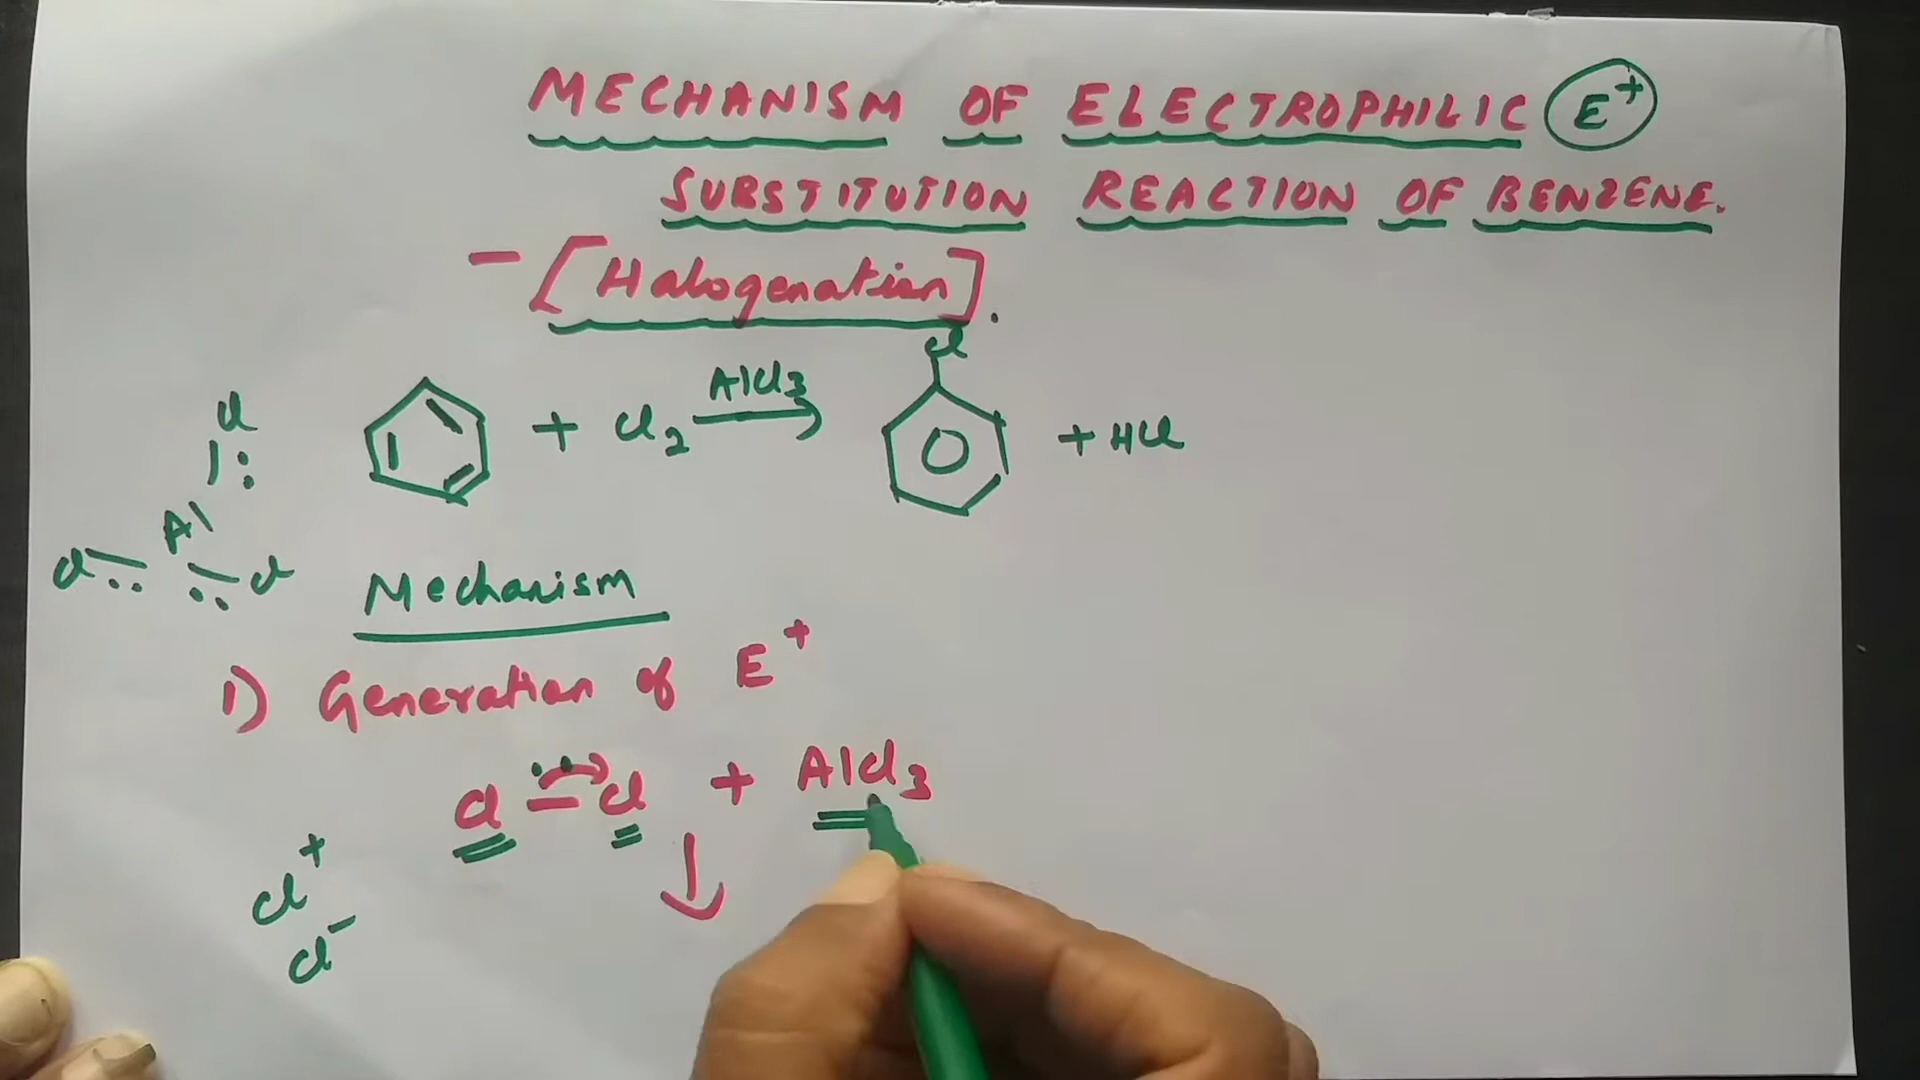 MECHANISM OF ELECTROPHILIC E⁺
SUBSTITUTION REACTION OF BENZENE.
- [Halogenation].
Cl
+ Cl₂ AlCl₃ → + HCl
Cl
Al
Cl Cl
Mechanism
1) Generation of E⁺
Cl - Cl + AlCl₃
↓
Cl⁺
Cl⁻